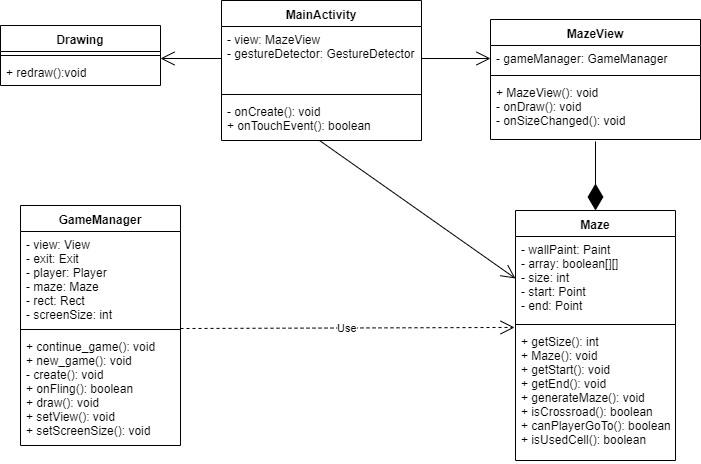 Drawing
+ redraw():void
MainActivity
- view: MazeView
- gestureDetector: GestureDetector
- onCreate(): void
+ onTouchEvent(): boolean
MazeView
- gameManager: GameManager
+ MazeView(): void
- onDraw(): void
- onSizeChanged(): void
GameManager
- view: View
- exit: Exit
- player: Player
- maze: Maze
- rect: Rect
- screenSize: int
+ continue_game(): void
+ new_game(): void
- create(): void
+ onFling(): boolean
+ draw(): void
+ setView(): void
+ setScreenSize(): void
Use
Maze
- wallPaint: Paint
- array: boolean[][]
- size: int
- start: Point
- end: Point
+ getSize(): int
+ Maze(): void
+ getStart(): void
+ getEnd(): void
+ generateMaze(): void
+ isCrossroad(): boolean
+ canPlayerGoTo(): boolean
+ isUsedCell(): boolean